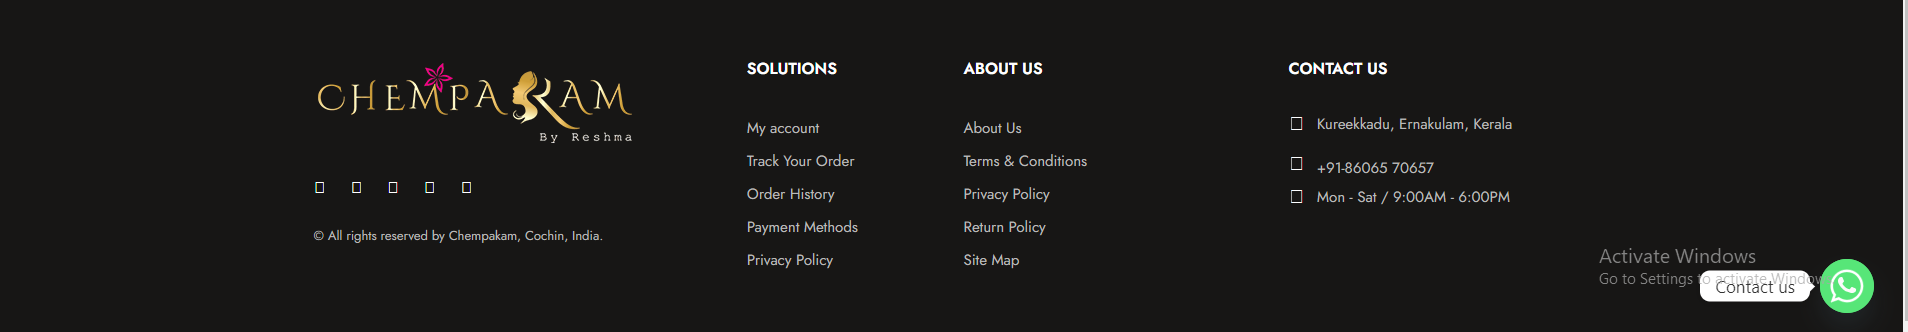 CHEMPAKAM
By Reshma
© All rights reserved by Chempakam, Cochin, India.
SOLUTIONS
My account
Track Your Order
Order History
Payment Methods
Privacy Policy
ABOUT US
About Us
Terms & Conditions
Privacy Policy
Return Policy
Site Map
CONTACT US
Kureekkadu, Ernakulam, Kerala
+91-86065 70657
Mon - Sat / 9:00AM - 6:00PM
Activate Windows
Go to Settings to activate Windows
Contact us